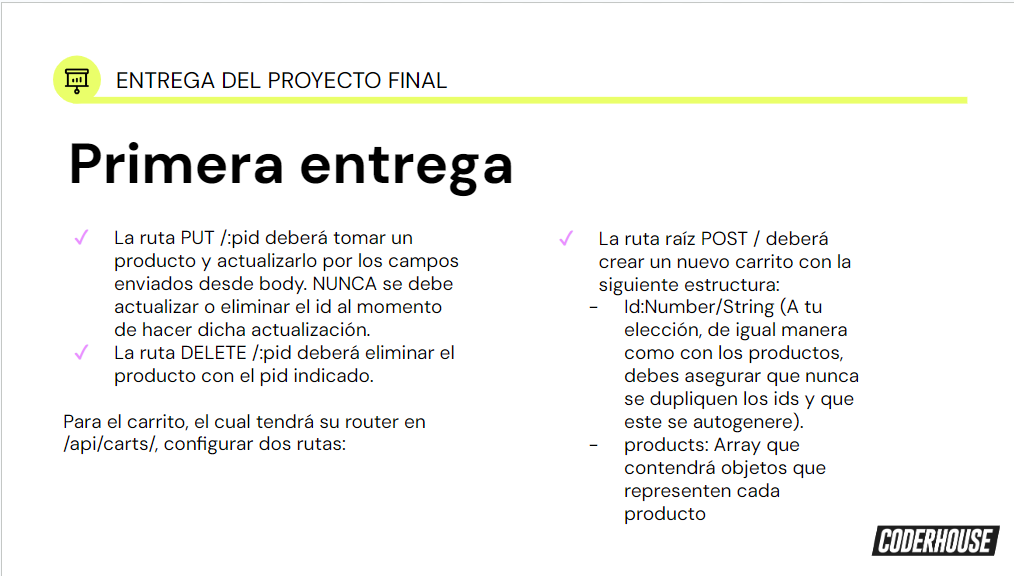 ENTREGA DEL PROYECTO FINAL
Primera entrega
✓ La ruta PUT /:pid deberá tomar un
producto y actualizarlo por los campos
enviados desde body. NUNCA se debe
actualizar o eliminar el id al momento
de hacer dicha actualización.
✓ La ruta DELETE /:pid deberá eliminar el
producto con el pid indicado.
Para el carrito, el cual tendrá su router en
/api/carts/, configurar dos rutas:
✓ La ruta raíz POST / deberá
crear un nuevo carrito con la
siguiente estructura:
- Id:Number/String (A tu
elección, de igual manera
como con los productos,
debes asegurar que nunca
se dupliquen los ids y que
este se autogenere).
- products: Array que
contendrá objetos que
representen cada
producto
CODERHOUSE